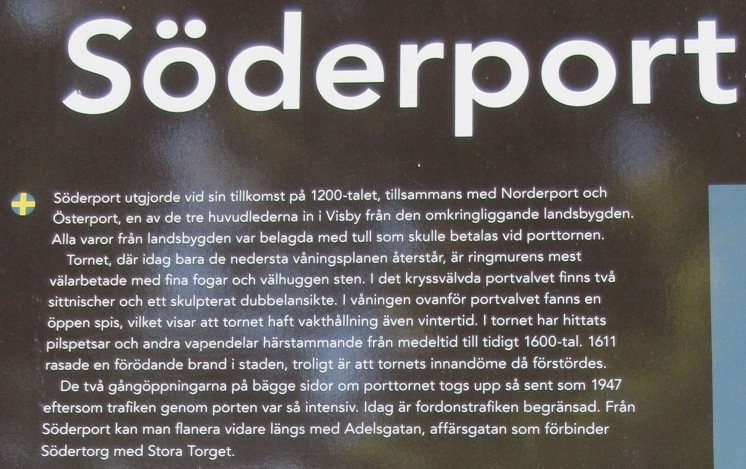 Söderport
Söderport utgjorde vid sin tillkomst på 1200-talet, tillsammans med Norderport och
Österport, en av de tre huvudlederna in i Visby från den omkringliggande landsbygden.
Alla varor från landsbygden var belagda med tull som skulle betalas vid porttornen.
Tornet, där idag bara de nedersta våningsplanen återstår, är ringmurens mest
välarbetade med fina fogar och välhuggen sten. I det kryssvälvda portvalvet finns två
sittnischer och ett skulpterat dubbelansikte. I våningen ovanför portvalvet fanns en
öppen spis, vilket visar att tornet haft vakthållning även vintertid. I tornet har hittats
pilspetsar och andra vapendelar härstammande från medeltid till tidigt 1600-tal. 1611
rasade en förödande brand i staden, troligt är att tornets innandöme då förstördes.
De två gångöppningarna på bägge sidor om porttornet togs upp så sent som 1947
eftersom trafiken genom porten var så intensiv. Idag är fordonstrafiken begränsad. Från
Söderport kan man flanera vidare längs med Adelsgatan, affärsgatan som förbinder
Södertorg med Stora Torget.